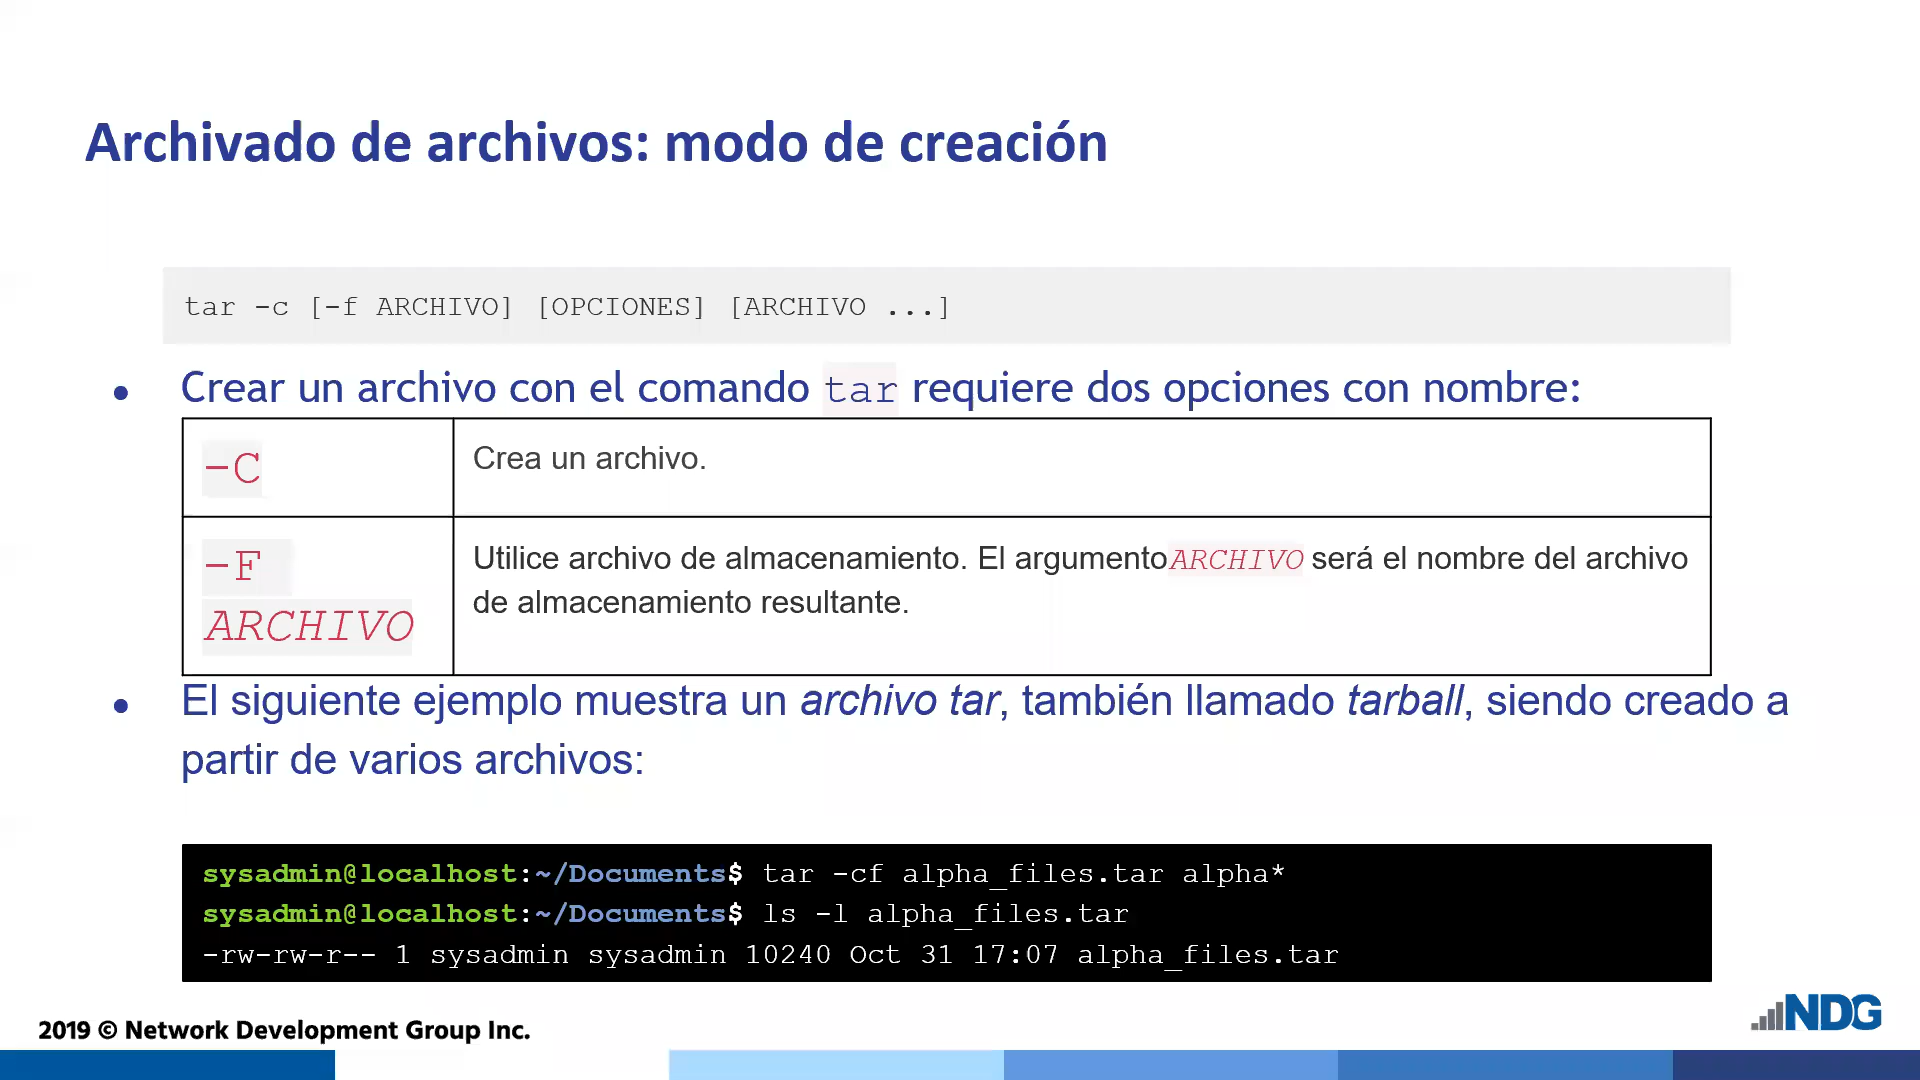 Archivado de archivos: modo de creación
tar -c [-f ARCHIVO] [OPCIONES] [ARCHIVO ...]
• Crear un archivo con el comando tar requiere dos opciones con nombre:
-C
Crea un archivo.
-F
ARCHIVO
Utilice archivo de almacenamiento. El argumentoARCHIVO será el nombre del archivo
de almacenamiento resultante.
• El siguiente ejemplo muestra un archivo tar, también llamado tarball, siendo creado a
partir de varios archivos:
sysadmin@localhost:~/Documents$ tar -cf alpha_files.tar alpha*
sysadmin@localhost:~/Documents$ ls -l alpha_files.tar
-rw-rw-r-- 1 sysadmin sysadmin 10240 Oct 31 17:07 alpha_files.tar
NDG
2019 © Network Development Group Inc.